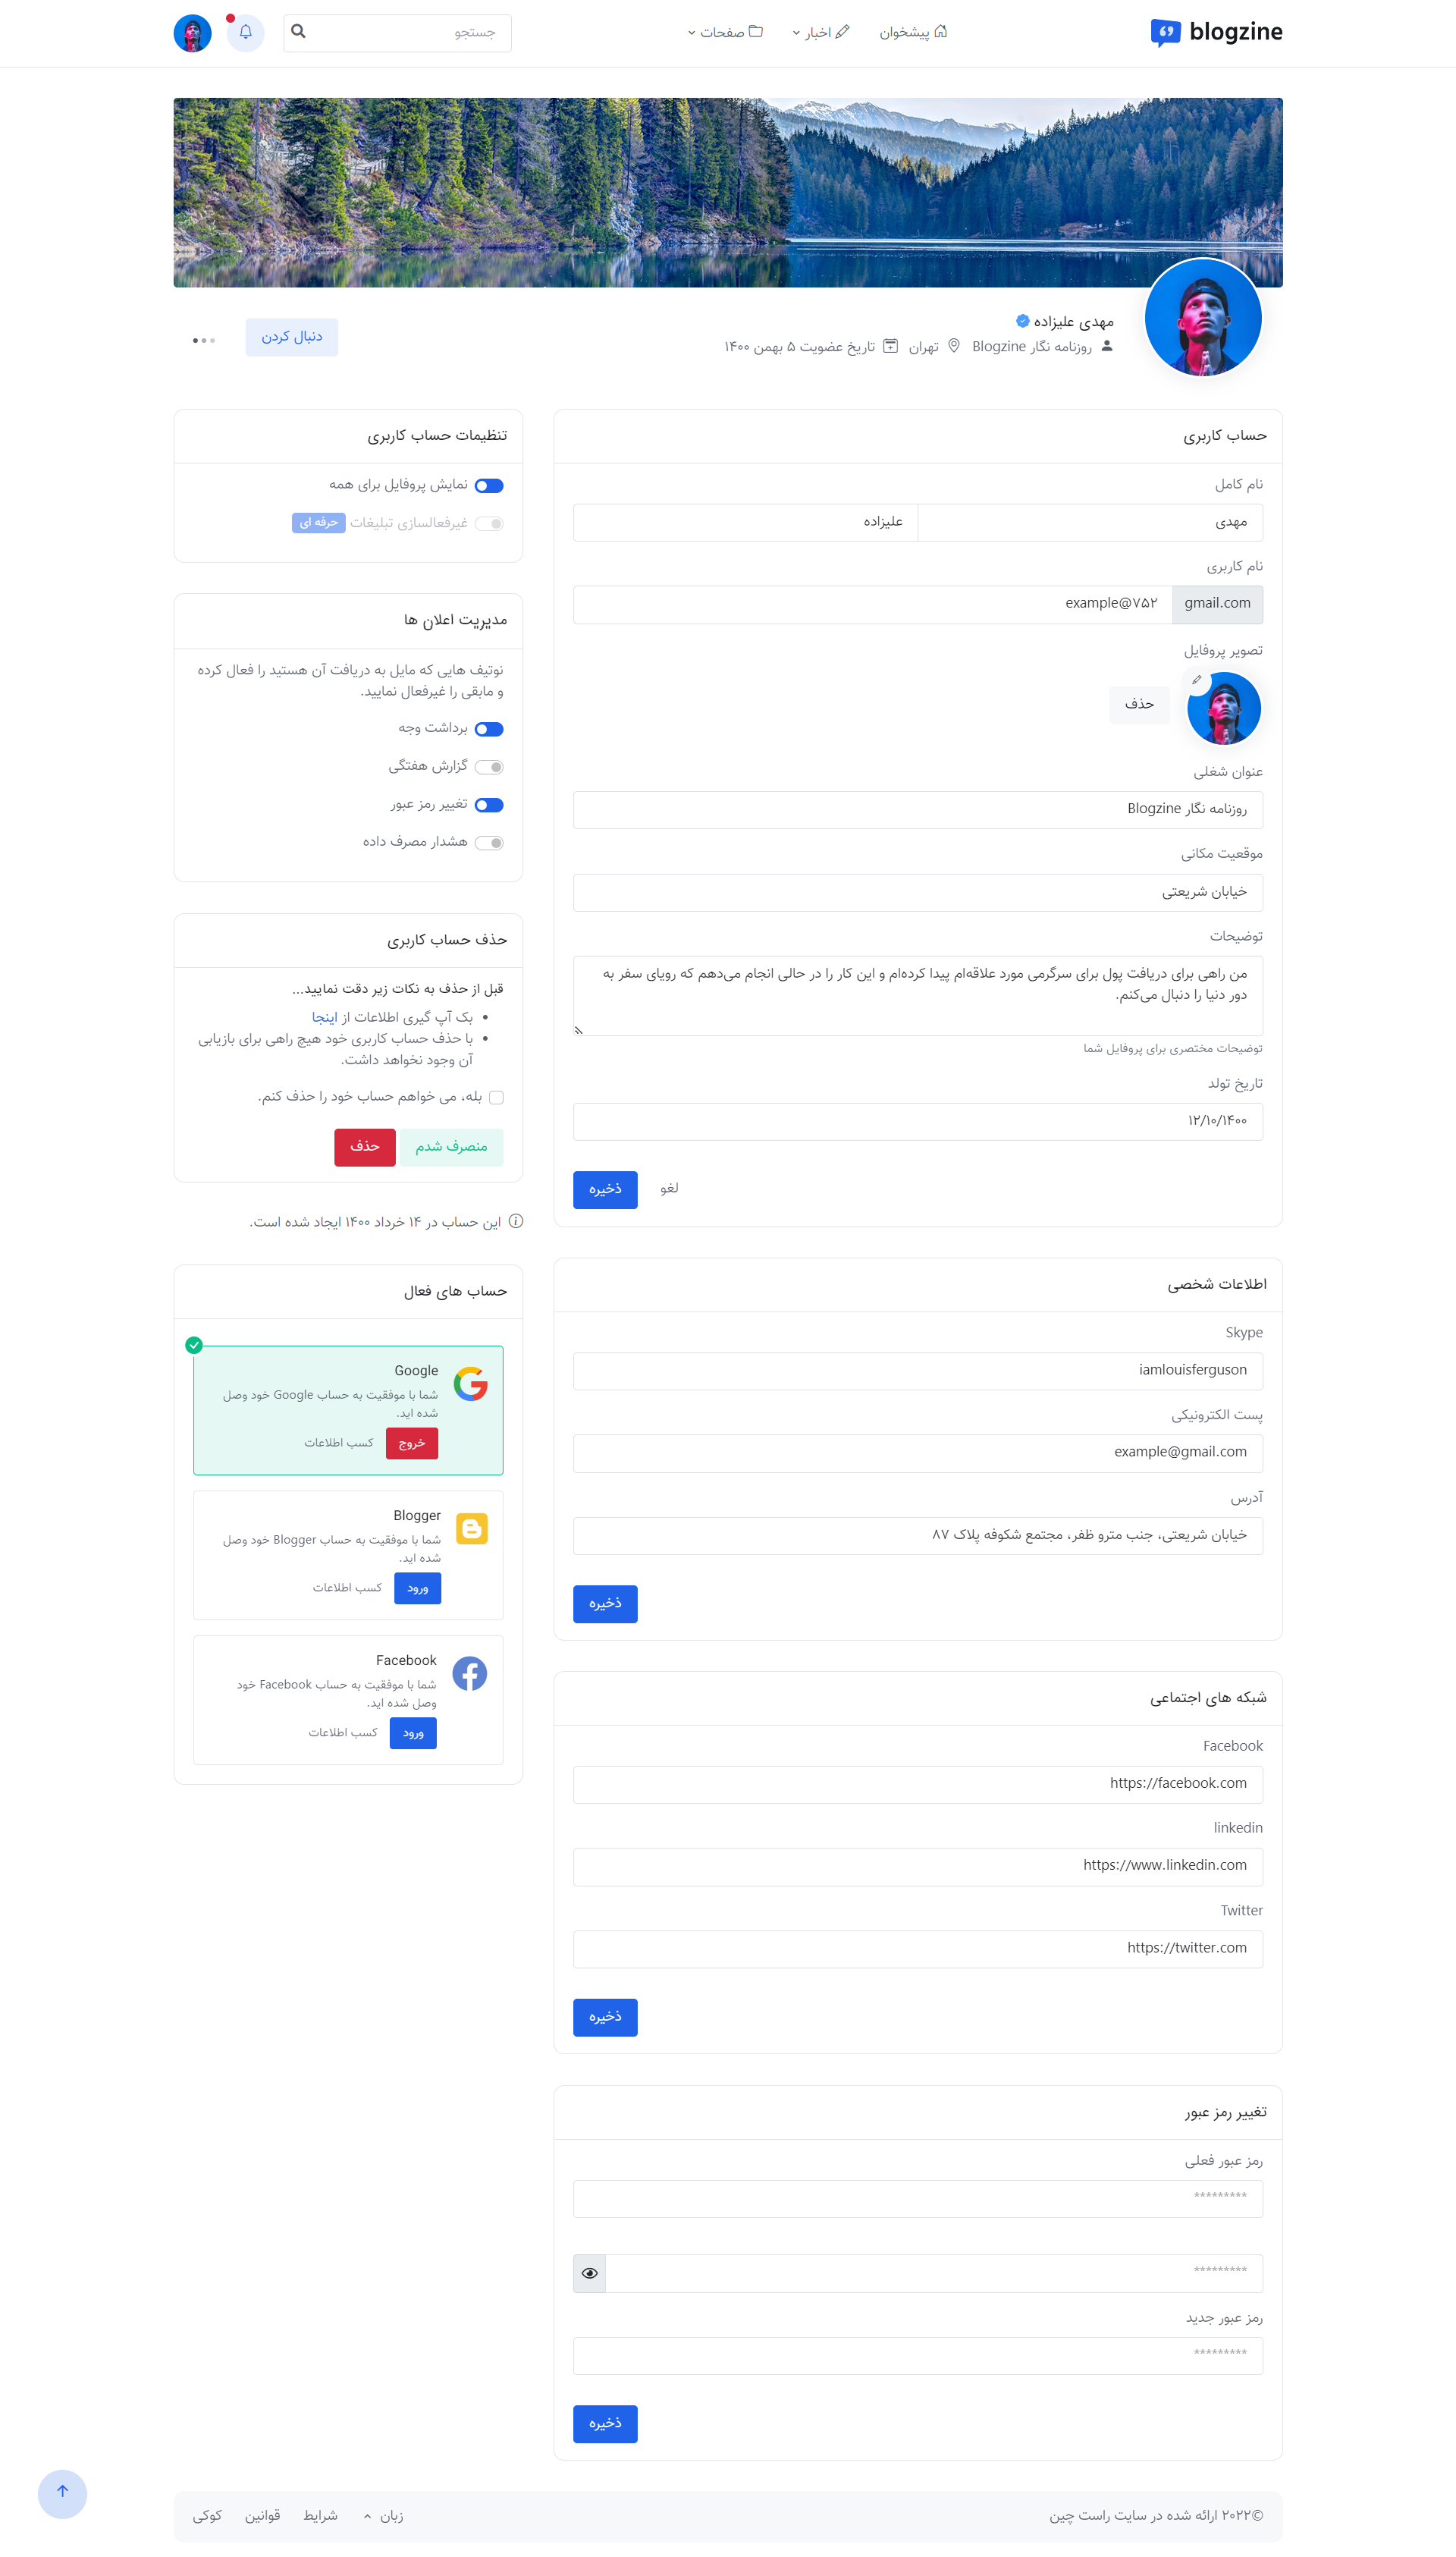 blogzine
پیشخوان
اخبار
صفحات
جستجو
مهدی علیزاده
روزنامه نگار Blogzine
تهران
تاریخ عضویت ۵ بهمن ۱۴۰۰
دنبال کردن
حساب کاربری
نام کامل
مهدی
علیزاده
نام کاربری
gmail.com
example@۷۵۲
تصویر پروفایل
حذف
عنوان شغلی
روزنامه نگار Blogzine
موقعیت مکانی
خیابان شریعتی
توضیحات
من راهی برای دریافت پول برای سرگرمی مورد علاقه‌ام پیدا کرده‌ام و این کار را در حالی انجام می‌دهم که رویای سفر به
دور دنیا را دنبال می‌کنم.
توضیحات مختصری برای پروفایل شما
تاریخ تولد
۱۲/۱۰/۱۴۰۰
لغو
ذخیره
اطلاعات شخصی
Skype
iamlouisferguson
پست الکترونیکی
example@gmail.com
آدرس
خیابان شریعتی، جنب مترو ظفر، مجتمع شکوفه پلاک ۸۷
ذخیره
شبکه های اجتماعی
Facebook
https://facebook.com
linkedin
https://www.linkedin.com
Twitter
https://twitter.com
ذخیره
تغییر رمز عبور
رمز عبور فعلی
*********
*********
رمز عبور جدید
*********
ذخیره
تنظیمات حساب کاربری
نمایش پروفایل برای همه
غیرفعالسازی تبلیغات حرفه ای
مدیریت اعلان ها
نوتیف هایی که مایل به دریافت آن هستید را فعال کرده
و مابقی را غیرفعال نمایید.
برداشت وجه
گزارش هفتگی
تغییر رمز عبور
هشدار مصرف داده
حذف حساب کاربری
قبل از حذف به نکات زیر دقت نمایید...
• بک آپ گیری اطلاعات از اینجا
• با حذف حساب کاربری خود هیچ راهی برای بازیابی
آن وجود نخواهد داشت.
بله، می خواهم حساب خود را حذف کنم.
منصرف شدم
حذف
این حساب در ۱۴ خرداد ۱۴۰۰ ایجاد شده است.
حساب های فعال
Google
شما با موفقیت به حساب Google خود وصل
شده اید.
خروج
کسب اطلاعات
Blogger
شما با موفقیت به حساب Blogger خود وصل
شده اید.
ورود
کسب اطلاعات
Facebook
شما با موفقیت به حساب Facebook خود
وصل شده اید.
ورود
کسب اطلاعات
©۲۰۲۲ ارائه شده در سایت راست چین
زبان
شرایط
قوانین
کوکی